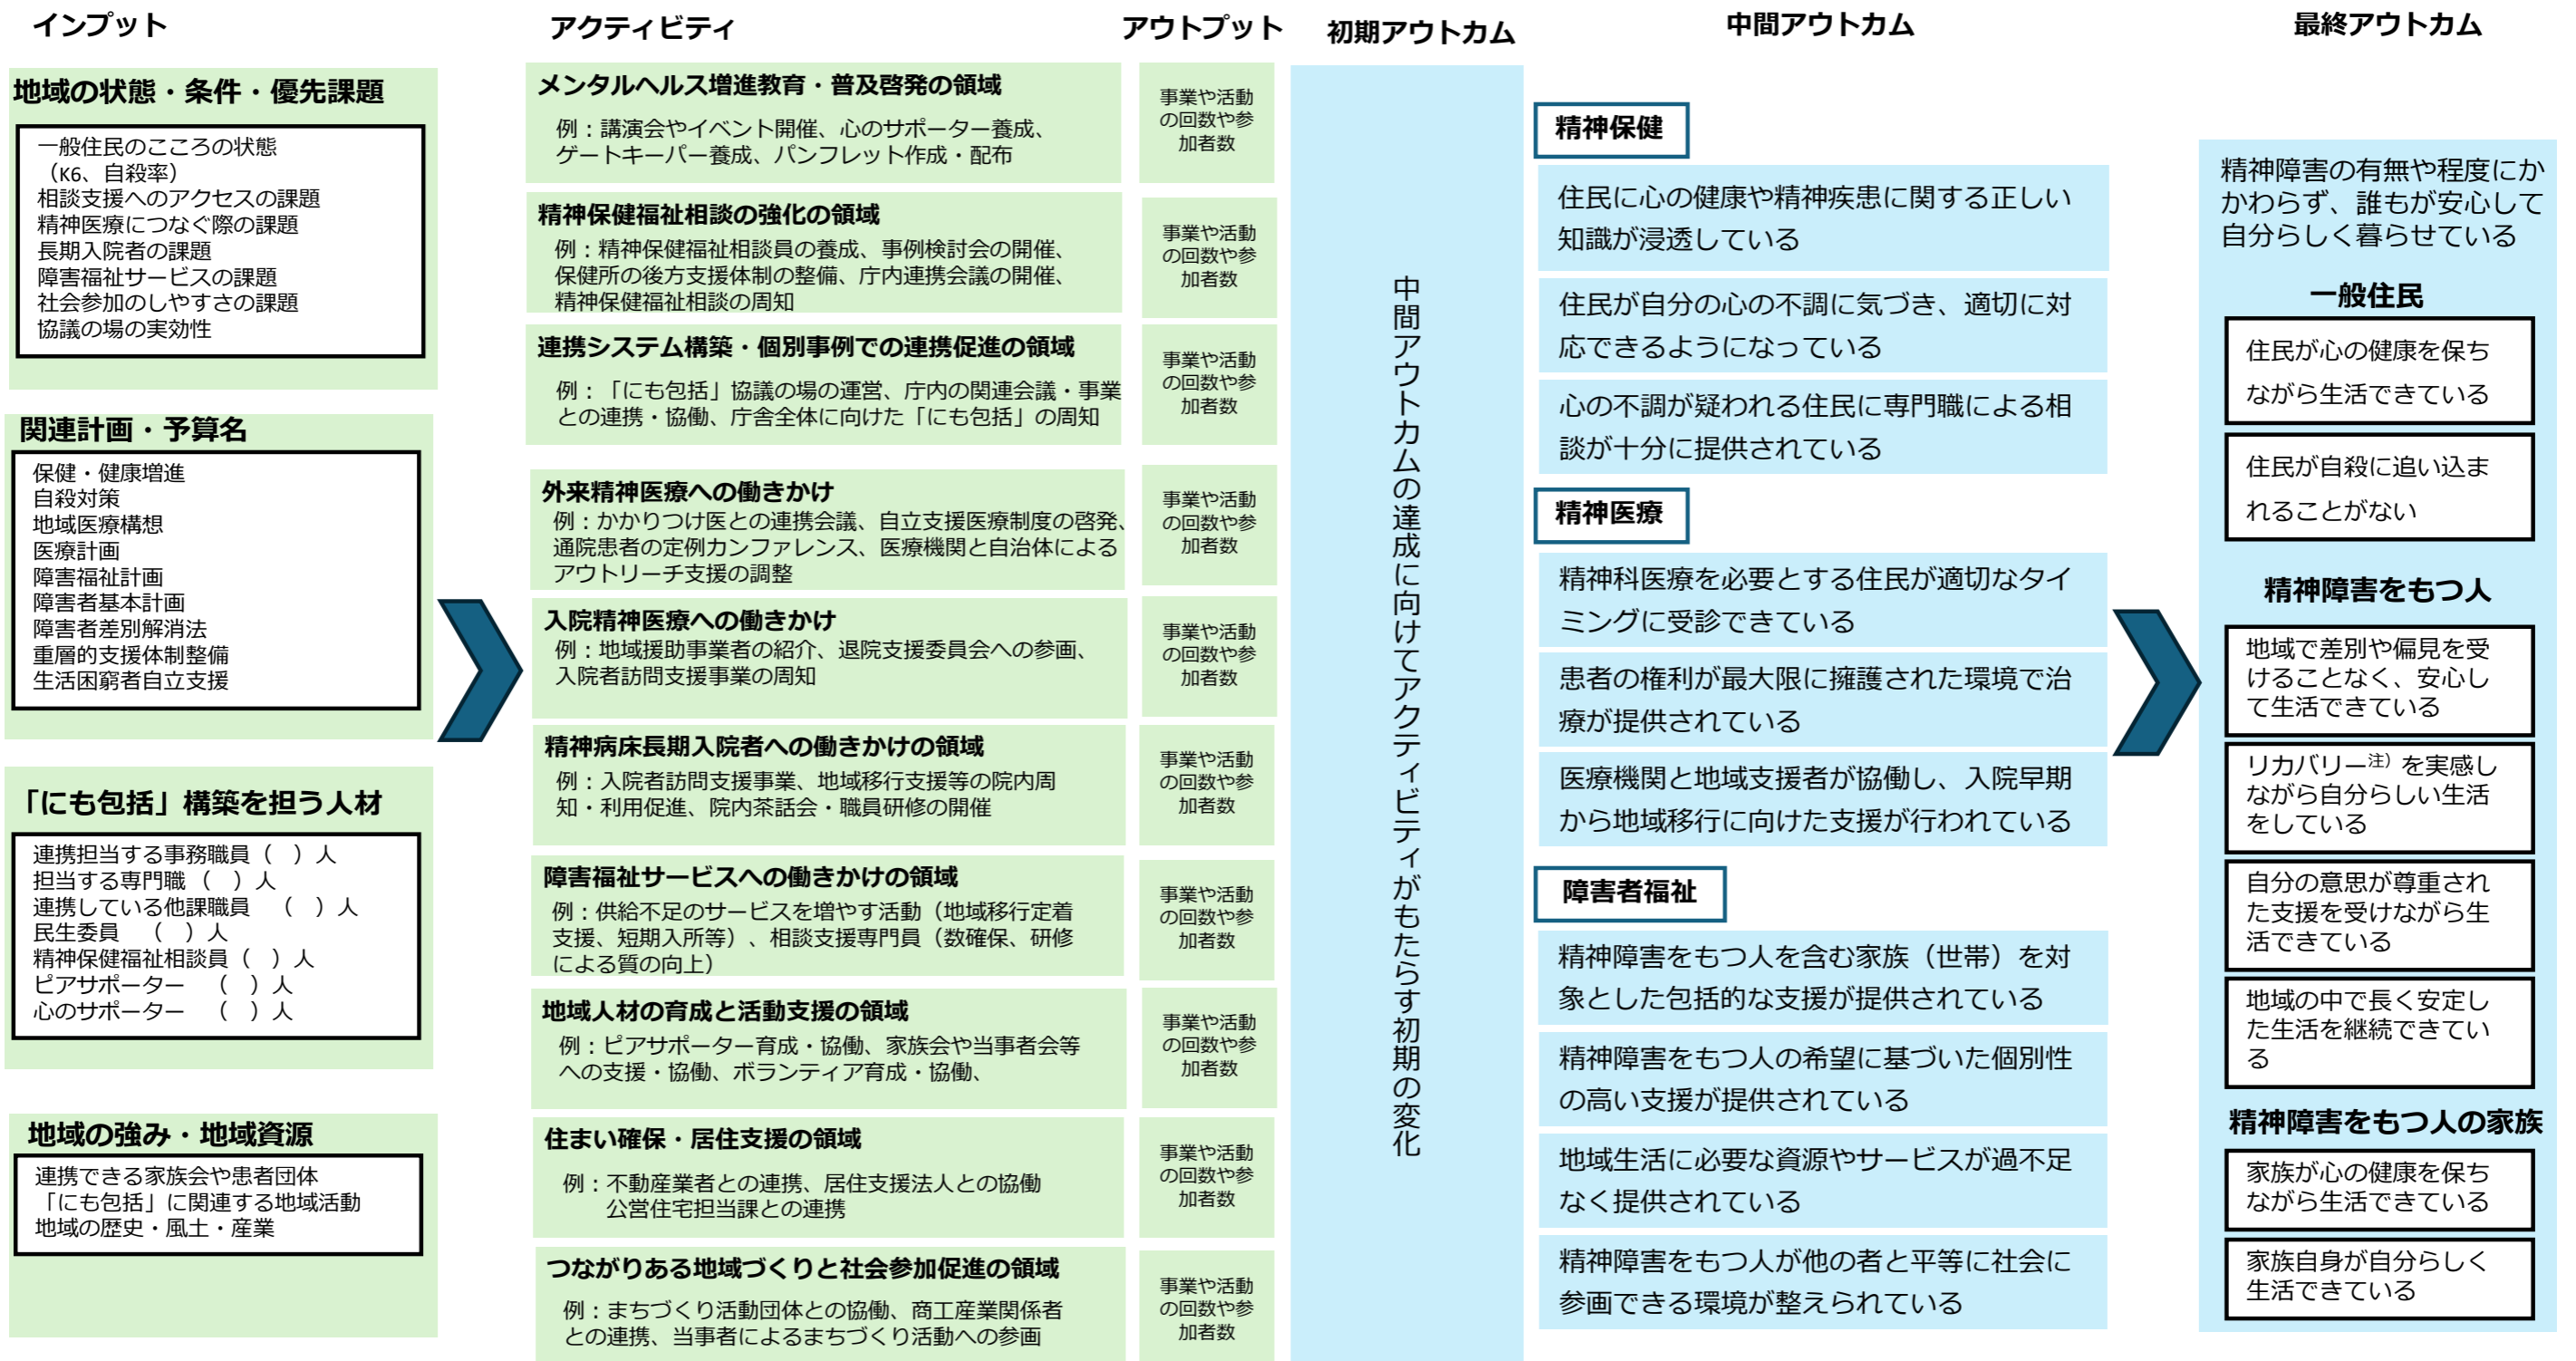 インプット
地域の状態・条件・優先課題
一般住民のこころの状態
（K6、自殺率）
相談支援へのアクセスの課題
精神医療につなぐ際の課題
長期入院者の課題
障害福祉サービスの課題
社会参加のしやすさの課題
協議の場の実効性
関連計画・予算名
保健・健康増進
自殺対策
地域医療構想
医療計画
障害福祉計画
障害者基本計画
障害者差別解消法
重層的支援体制整備
生活困窮者自立支援
「にも包括」構築を担う人材
連携担当する事務職員（　）人
担当する専門職（　）人
連携している他課職員　（　）人
民生委員　（　）人
精神保健福祉相談員（　）人
ピアサポーター　（　）人
心のサポーター　（　）人
地域の強み・地域資源
連携できる家族会や患者団体
「にも包括」に関連する地域活動
地域の歴史・風土・産業
アクティビティ
アウトプット
メンタルヘルス増進教育・普及啓発の領域
例：講演会やイベント開催、心のサポーター養成、
ゲートキーパー養成、パンフレット作成・配布
事業や活動
の回数や参
加者数
精神保健福祉相談の強化の領域
例：精神保健福祉相談員の養成、事例検討会の開催、
保健所の後方支援体制の整備、庁内連携会議の開催、
精神保健福祉相談の周知
事業や活動
の回数や参
加者数
連携システム構築・個別事例での連携促進の領域
例：「にも包括」協議の場の運営、庁内の関連会議・事業
との連携・協働、庁舎全体に向けた「にも包括」の周知
事業や活動
の回数や参
加者数
外来精神医療への働きかけ
例：かかりつけ医との連携会議、自立支援医療制度の啓発、
通院患者の定例カンファレンス、医療機関と自治体による
アウトリーチ支援の調整
事業や活動
の回数や参
加者数
入院精神医療への働きかけ
例：地域援助事業者の紹介、退院支援委員会への参画、
入院者訪問支援事業の周知
事業や活動
の回数や参
加者数
精神病床長期入院者への働きかけの領域
例：入院者訪問支援事業、地域移行支援等の院内周
知・利用促進、院内茶話会・職員研修の開催
事業や活動
の回数や参
加者数
障害福祉サービスへの働きかけの領域
例：供給不足のサービスを増やす活動（地域移行定着
支援、短期入所等）、相談支援専門員（数確保、研修
による質の向上）
事業や活動
の回数や参
加者数
地域人材の育成と活動支援の領域
例：ピアサポーター育成・協働、家族会や当事者会等
への支援・協働、ボランティア育成・協働、
事業や活動
の回数や参
加者数
住まい確保・居住支援の領域
例：不動産業者との連携、居住支援法人との協働
公営住宅担当課との連携
事業や活動
の回数や参
加者数
つながりある地域づくりと社会参加促進の領域
例：まちづくり活動団体との協働、商工産業関係者
との連携、当事者によるまちづくり活動への参画
事業や活動
の回数や参
加者数
初期アウトカム
中間アウトカムの達成に向けてアクティビティがもたらす初期の変化
中間アウトカム
精神保健
住民に心の健康や精神疾患に関する正しい
知識が浸透している
住民が自分の心の不調に気づき、適切に対
応できるようになっている
心の不調が疑われる住民に専門職による相
談が十分に提供されている
精神医療
精神科医療を必要とする住民が適切なタイ
ミングに受診できている
患者の権利が最大限に擁護された環境で治
療が提供されている
医療機関と地域支援者が協働し、入院早期
から地域移行に向けた支援が行われている
障害者福祉
精神障害をもつ人を含む家族（世帯）を対
象とした包括的な支援が提供されている
精神障害をもつ人の希望に基づいた個別性
の高い支援が提供されている
地域生活に必要な資源やサービスが過不足
なく提供されている
精神障害をもつ人が他の者と平等に社会に
参画できる環境が整えられている
最終アウトカム
精神障害の有無や程度にか
かわらず、誰もが安心して
自分らしく暮らせている
一般住民
住民が心の健康を保ち
ながら生活できている
住民が自殺に追い込ま
れることがない
精神障害をもつ人
地域で差別や偏見を受
けることなく、安心し
て生活できている
リカバリー注）を実感し
ながら自分らしい生活
をしている
自分の意思が尊重され
た支援を受けながら生
活できている
地域の中で長く安定し
た生活を継続できてい
る
精神障害をもつ人の家族
家族が心の健康を保ち
ながら生活できている
家族自身が自分らしく
生活できている